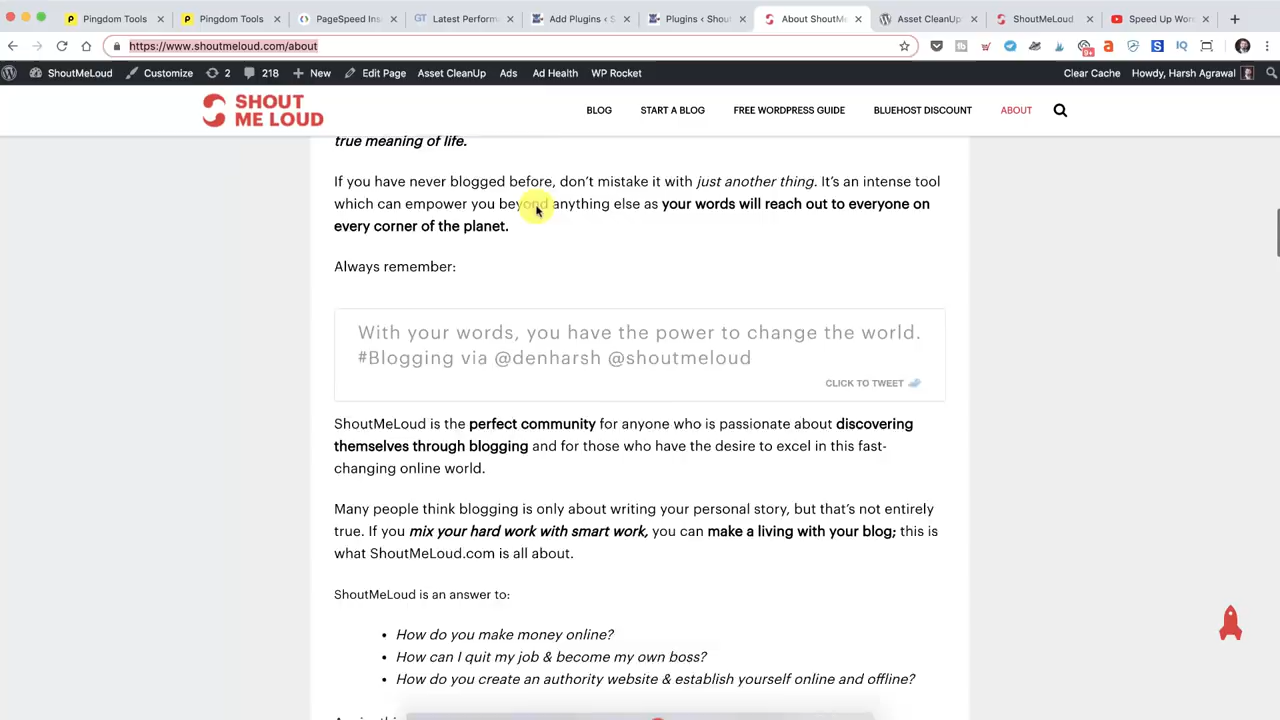 Pingdom Tools
Pingdom Tools
PageSpeed Ins
Latest Perform
Add Plugins ‹ S
Plugins ‹ Shou
About ShoutMe
Asset CleanUp
ShoutMeLoud
Speed Up Wor
https://www.shoutmeloud.com/about
ShoutMeLoud Customize 2 218 New Edit Page Asset CleanUp Ads Ad Health WP Rocket Clear Cache Howdy, Harsh Agrawal
SHOUT
ME LOUD
BLOG START A BLOG FREE WORDPRESS GUIDE BLUEHOST DISCOUNT ABOUT
true meaning of life.
If you have never blogged before, don't mistake it with just another thing. It's an intense tool
which can empower you beyond anything else as your words will reach out to everyone on
every corner of the planet.
Always remember:
With your words, you have the power to change the world.
#Blogging via @denharsh @shoutmeloud
CLICK TO TWEET
ShoutMeLoud is the perfect community for anyone who is passionate about discovering
themselves through blogging and for those who have the desire to excel in this fast-
changing online world.
Many people think blogging is only about writing your personal story, but that's not entirely
true. If you mix your hard work with smart work, you can make a living with your blog; this is
what ShoutMeLoud.com is all about.
ShoutMeLoud is an answer to:
• How do you make money online?
• How can I quit my job & become my own boss?
• How do you create an authority website & establish yourself online and offline?